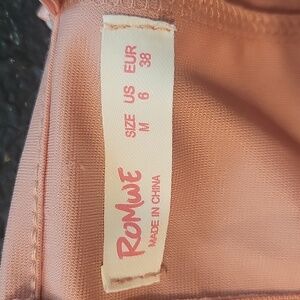 ROMWE
MADE IN CHINA
SIZE US EUR
M 6 38